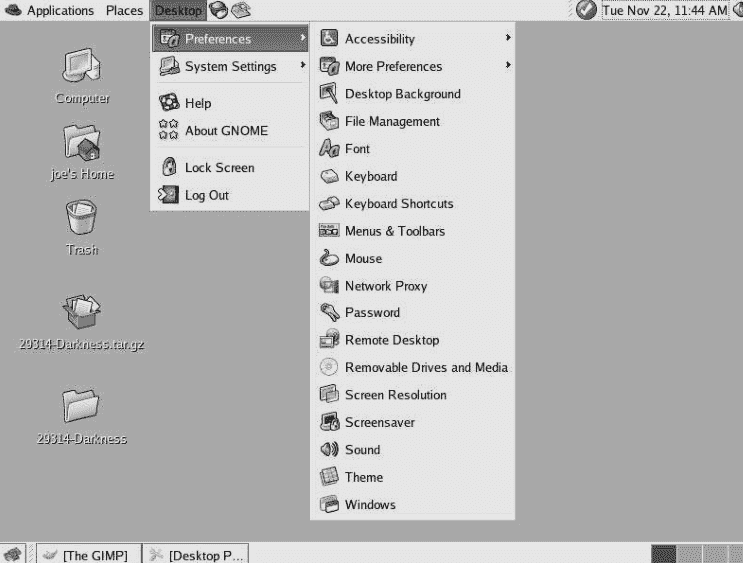 Applications Places Desktop Tue Nov 22, 11:44 AM
Preferences
System Settings
Help
About GNOME
Lock Screen
Log Out
Accessibility
More Preferences
Desktop Background
File Management
Font
Keyboard
Keyboard Shortcuts
Menus & Toolbars
Mouse
Network Proxy
Password
Remote Desktop
Removable Drives and Media
Screen Resolution
Screensaver
Sound
Theme
Windows
Computer
joe's Home
Trash
29314-Darkness.tar.gz
29314-Darkness
[The GIMP] [Desktop P...